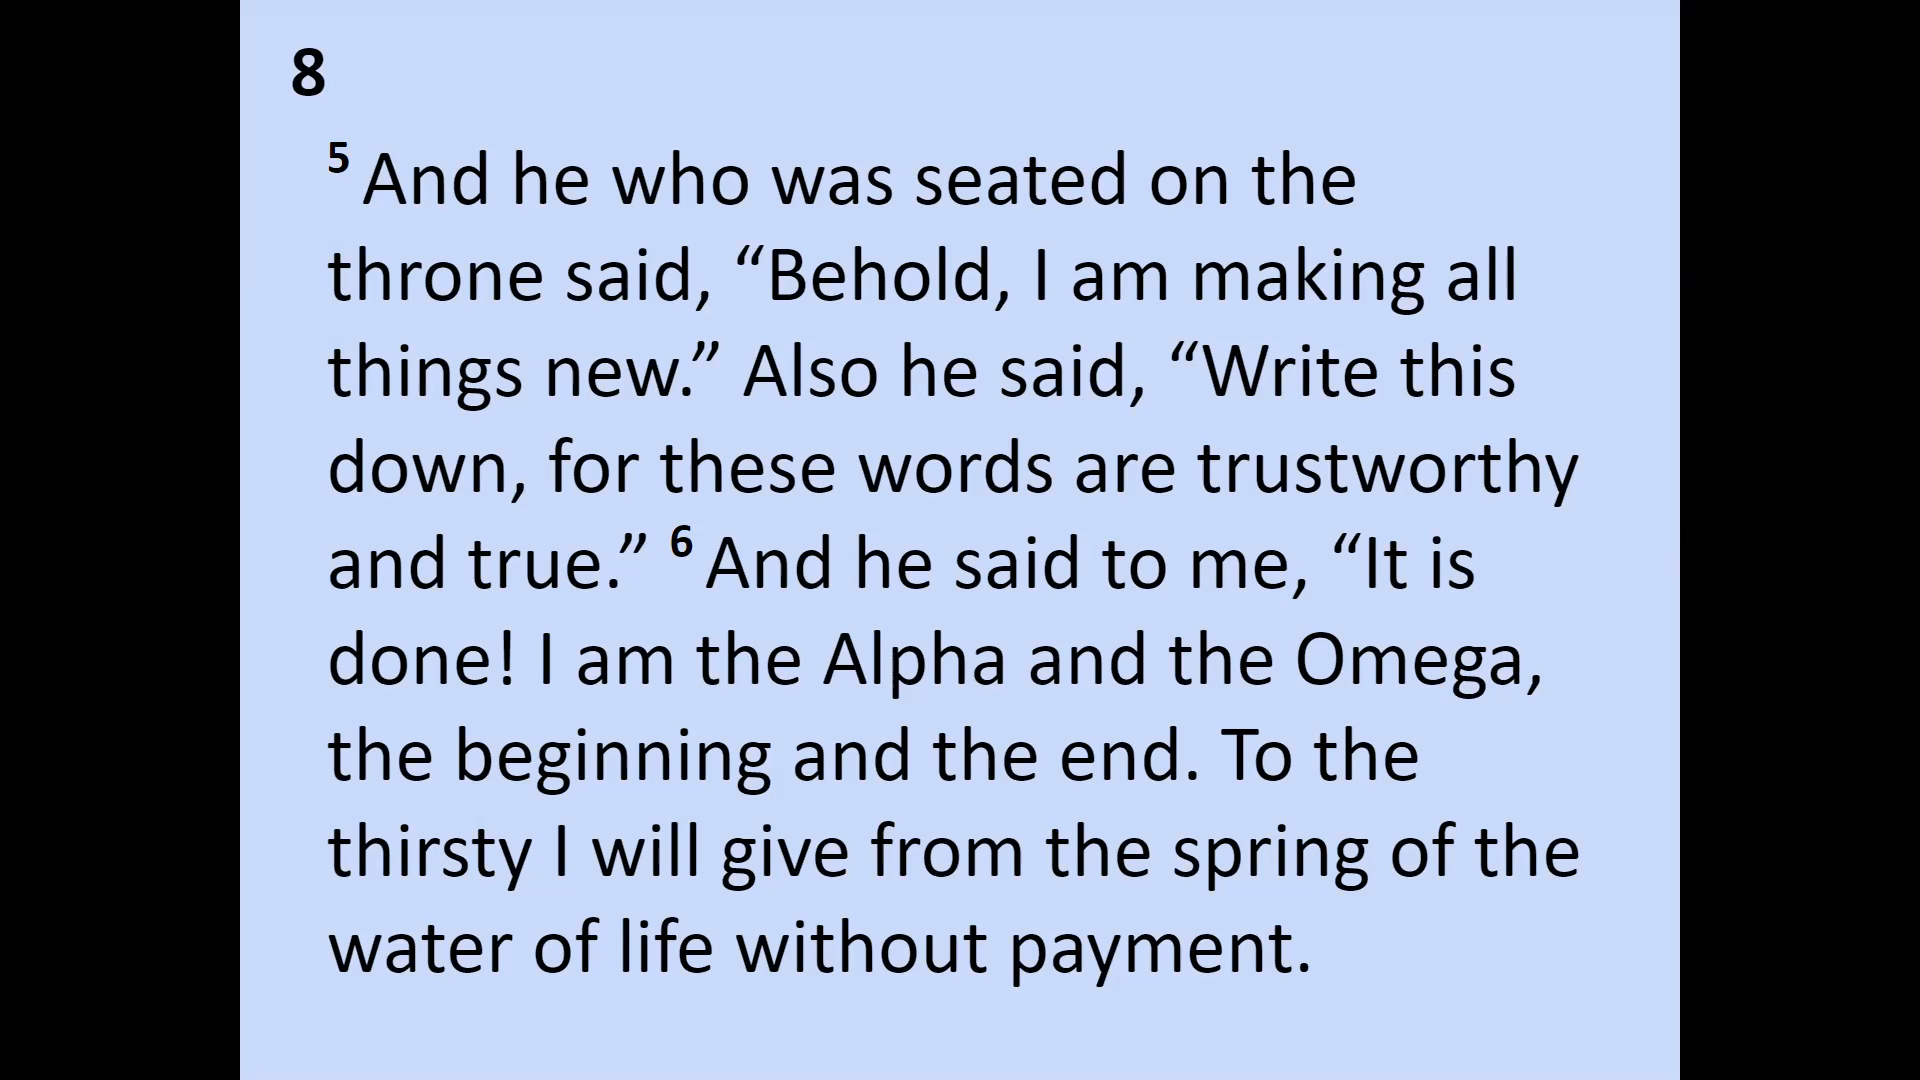 8
5 And he who was seated on the
throne said, “Behold, I am making all
things new.” Also he said, “Write this
down, for these words are trustworthy
and true.” 6 And he said to me, “It is
done! I am the Alpha and the Omega,
the beginning and the end. To the
thirsty I will give from the spring of the
water of life without payment.